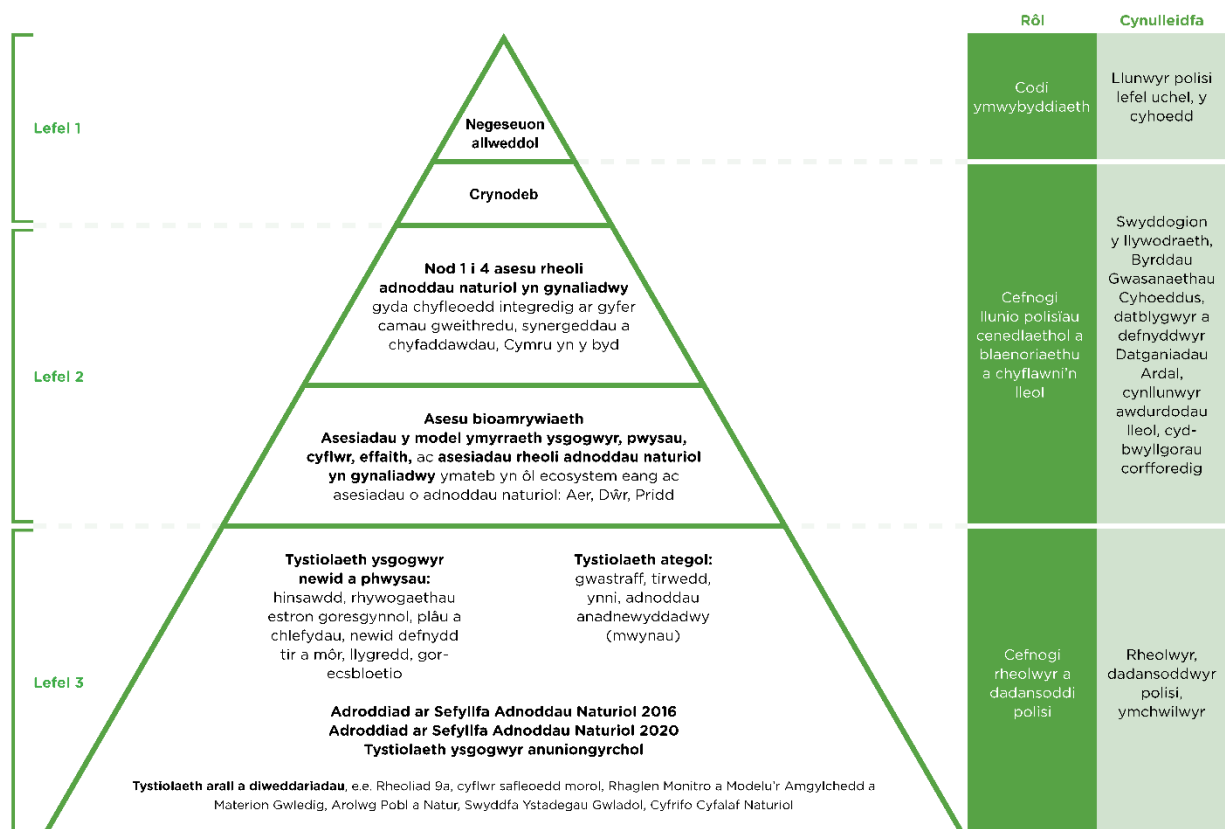 Rôl
Cynulleidfa
Lefel 1
Negeseuon
allweddol
Crynodeb
Codi
ymwybyddiaeth
Llunwyr polisi
lefel uchel, y
cyhoedd
Lefel 2
Nod 1 i 4 asesu rheoli
adnoddau naturiol yn gynaliadwy
gyda chyfleoedd integredig ar gyfer
camau gweithredu, synergeddau a
chyfaddawdau, Cymru yn y byd
Asesu bioamrywiaeth
Asesiadau y model ymyrraeth ysgogwyr, pwysau,
cyflwr, effaith, ac asesiadau rheoli adnoddau naturiol
yn gynaliadwy ymateb yn ôl ecosystem eang ac
asesiadau o adnoddau naturiol: Aer, Dŵr, Pridd
Cefnogi
llunio polisïau
cenedlaethol a
blaenoriaethu
a chyflawni'n
lleol
Swyddogion
y llywodraeth,
Byrddau
Gwasanaethau
Cyhoeddus,
datblygwyr a
defnyddwyr
Datganiadau
Ardal,
cynllunwyr
awdurdodau
lleol, cyd-
bwyllgorau
corfforedig
Lefel 3
Tystiolaeth ysgogwyr
newid a phwysau:
hinsawdd, rhywogaethau
estron goresgynnol, plâu a
chlefydau, newid defnydd
tir a môr, llygredd, gor-
ecsbloetio
Tystiolaeth ategol:
gwastraff, tirwedd,
ynni, adnoddau
anadnewyddadwy
(mwynau)
Adroddiad ar Sefyllfa Adnoddau Naturiol 2016
Adroddiad ar Sefyllfa Adnoddau Naturiol 2020
Tystiolaeth ysgogwyr anuniongyrchol
Tystiolaeth arall a diweddariadau, e.e. Rheoliad 9a, cyflwr safleoedd morol, Rhaglen Monitro a Modelu'r Amgylchedd a
Materion Gwledig, Arolwg Pobl a Natur, Swyddfa Ystadegau Gwladol, Cyfrifo Cyfalaf Naturiol
Cefnogi
rheolwyr a
dadansoddi
polisi
Rheolwyr,
dadansoddwyr
polisi,
ymchwilwyr